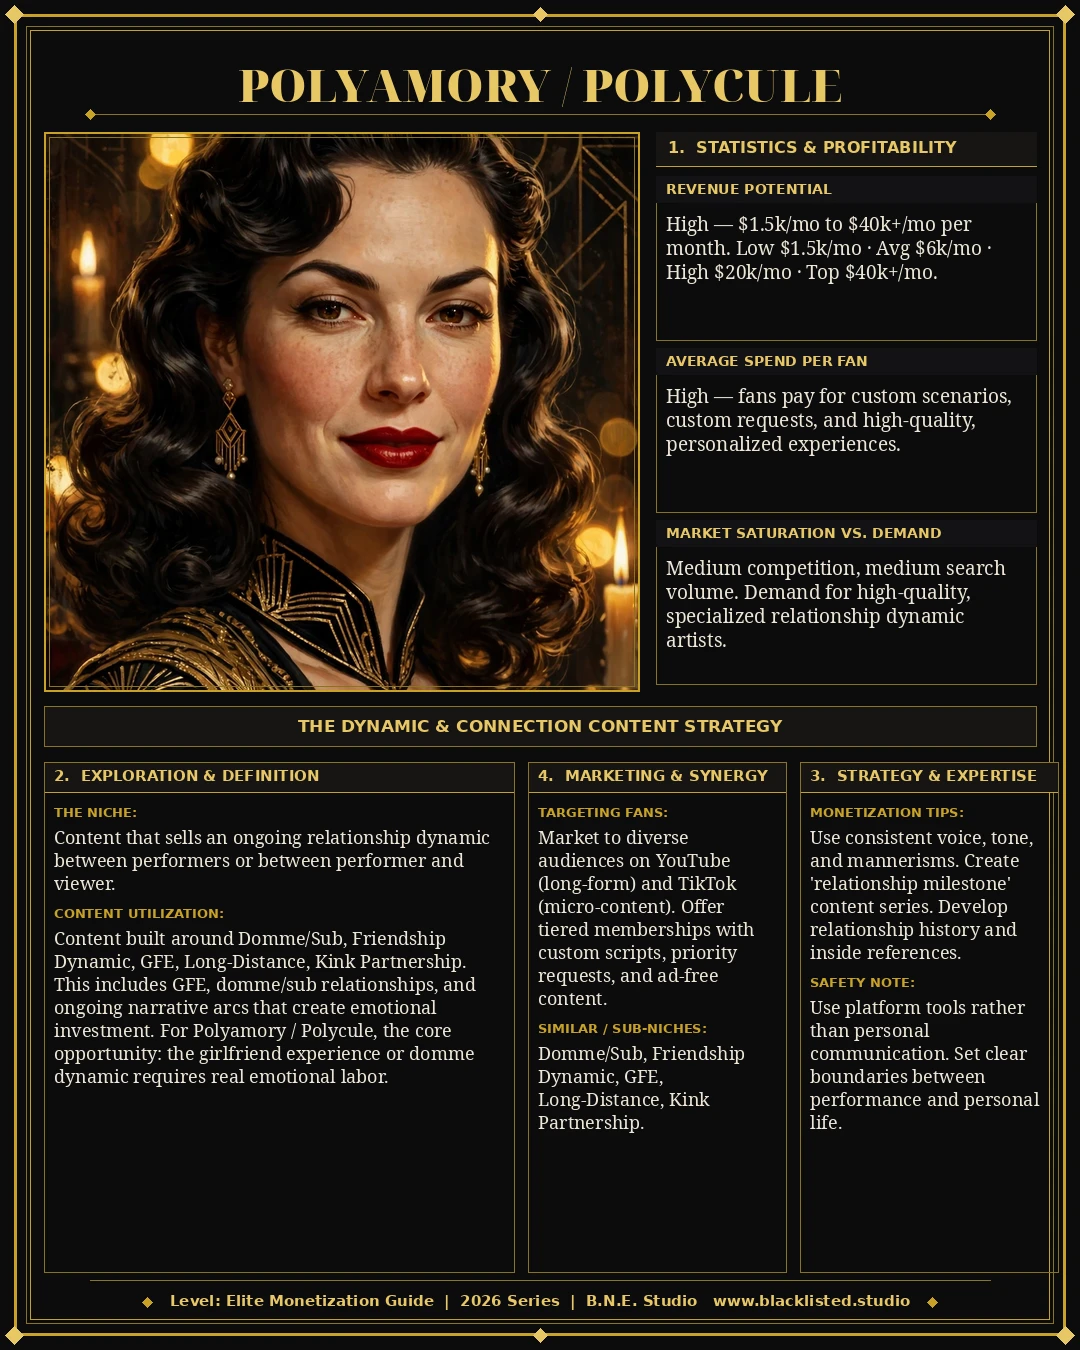 POLYAMORY / POLYCULE
1. STATISTICS & PROFITABILITY
REVENUE POTENTIAL
High — $1.5k/mo to $40k+/mo per
month. Low $1.5k/mo · Avg $6k/mo ·
High $20k/mo · Top $40k+/mo.
AVERAGE SPEND PER FAN
High — fans pay for custom scenarios,
custom requests, and high-quality,
personalized experiences.
MARKET SATURATION VS. DEMAND
Medium competition, medium search
volume. Demand for high-quality,
specialized relationship dynamic
artists.
THE DYNAMIC & CONNECTION CONTENT STRATEGY
2. EXPLORATION & DEFINITION
THE NICHE:
Content that sells an ongoing relationship dynamic
between performers or between performer and
viewer.
CONTENT UTILIZATION:
Content built around Domme/Sub, Friendship
Dynamic, GFE, Long-Distance, Kink Partnership.
This includes GFE, domme/sub relationships, and
ongoing narrative arcs that create emotional
investment. For Polyamory / Polycule, the core
opportunity: the girlfriend experience or domme
dynamic requires real emotional labor.
4. MARKETING & SYNERGY
TARGETING FANS:
Market to diverse
audiences on YouTube
(long-form) and TikTok
(micro-content). Offer
tiered memberships with
custom scripts, priority
requests, and ad-free
content.
SIMILAR / SUB-NICHES:
Domme/Sub, Friendship
Dynamic, GFE,
Long-Distance, Kink
Partnership.
3. STRATEGY & EXPERTISE
MONETIZATION TIPS:
Use consistent voice, tone,
and mannerisms. Create
'relationship milestone'
content series. Develop
relationship history and
inside references.
SAFETY NOTE:
Use platform tools rather
than personal
communication. Set clear
boundaries between
performance and personal
life.
Level: Elite Monetization Guide | 2026 Series | B.N.E. Studio www.blacklisted.studio